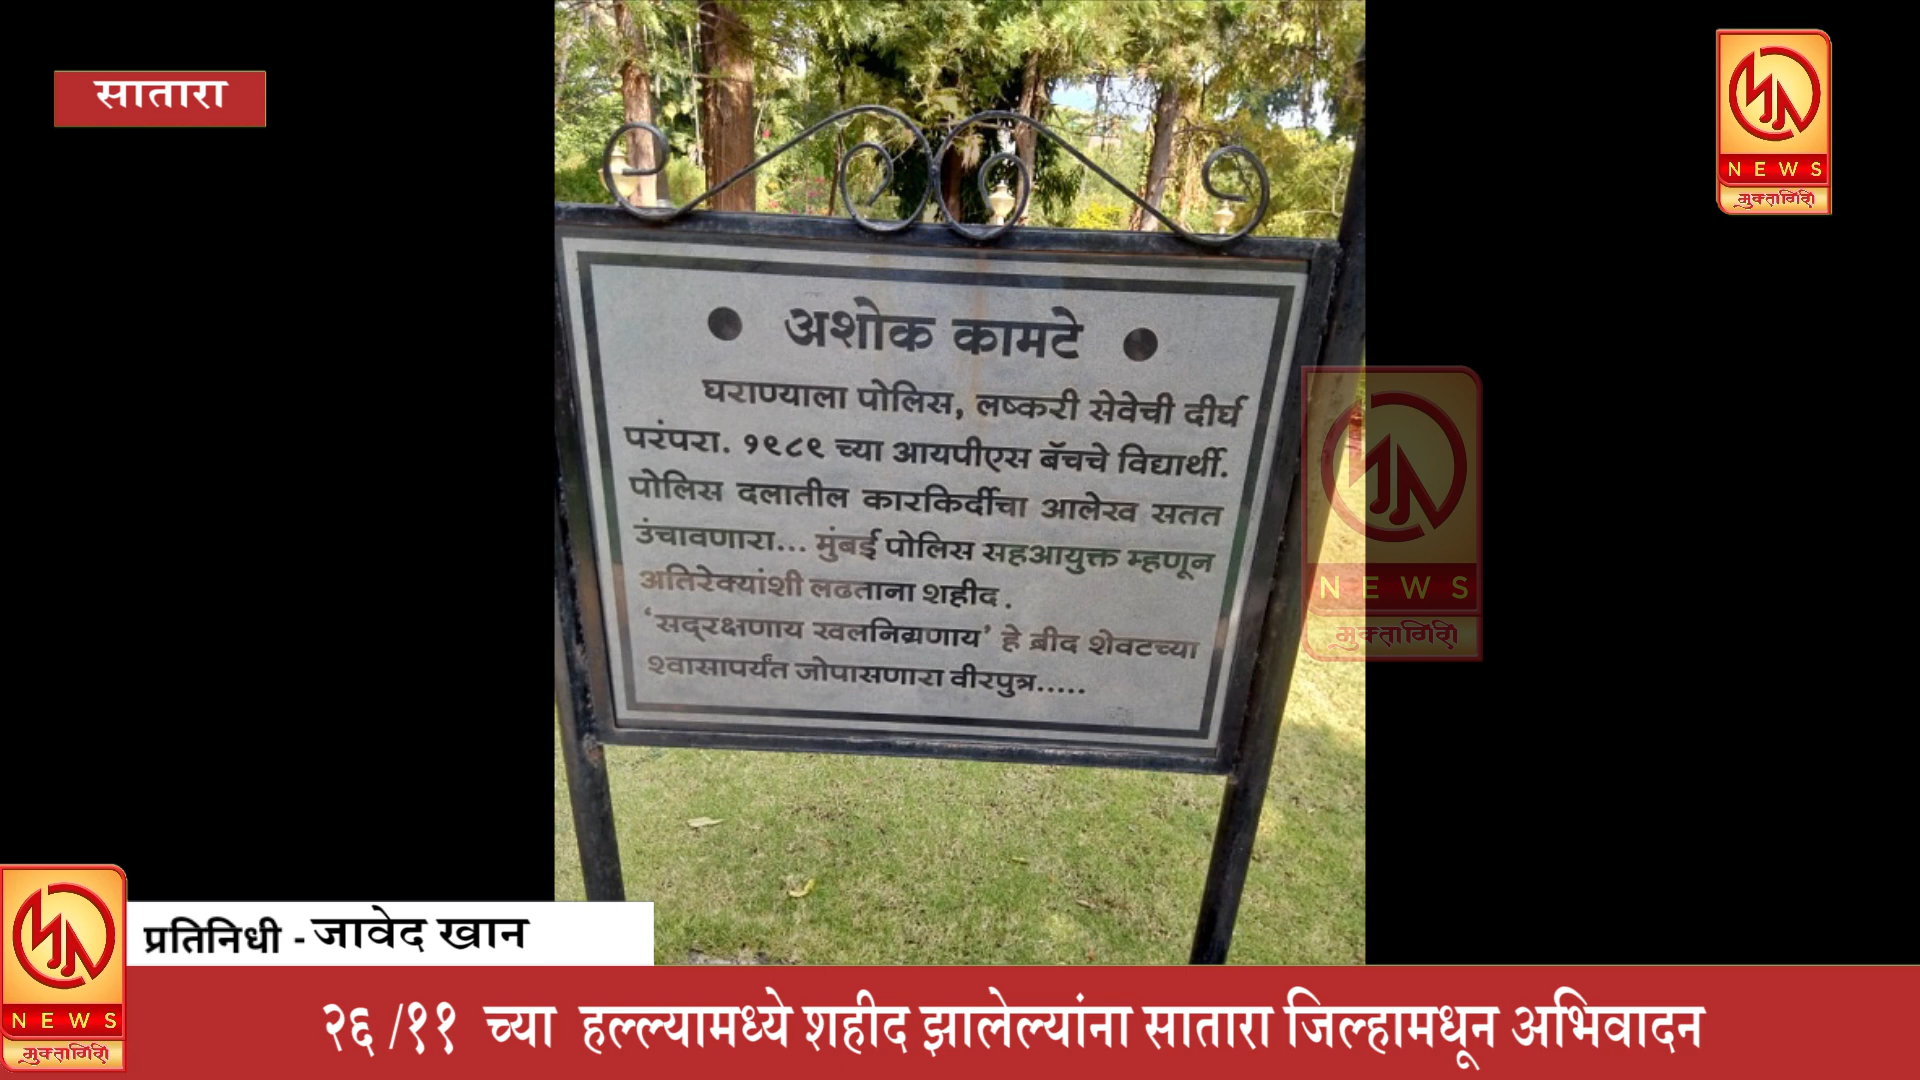 सातारा
NEWS
मुक्तागिरी
• अशोक कामटे •
घराण्याला पोलिस, लष्करी सेवेची दीर्घ
परंपरा. १९८९ च्या आयपीएस बॅचचे विद्यार्थी.
पोलिस दलातील कारकिर्दीचा आलेख सतत
उंचावणारा... मुंबई पोलिस सहआयुक्त म्हणून
अतिरेक्यांशी लढताना शहीद.
‘सद्‌रक्षणाय खलनिग्रणाय’ हे ब्रीद शेवटच्या
श्वासापर्यंत जोपासणारा वीरपुत्र.....
NEWS
मुक्तागिरी
प्रतिनिधी - जावेद खान
NEWS
मुक्तागिरी
२६ /११ च्या हल्ल्यामध्ये शहीद झालेल्यांना सातारा जिल्हामधून अभिवादन